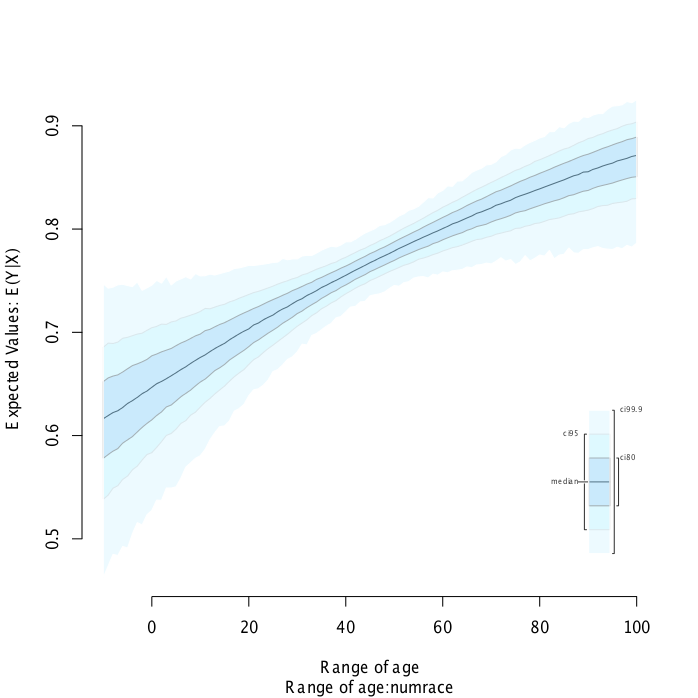 Expected Values: E(Y|X)
0.9
0.8
0.7
0.6
0.5
ci99.9
ci95
ci80
median
0 20 40 60 80 100
Range of age
Range of age:numrace